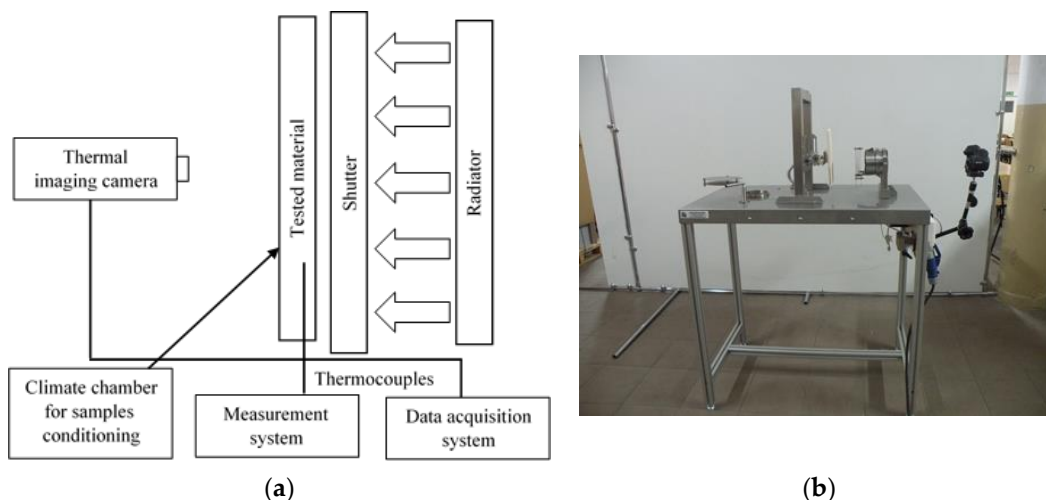 Thermal
imaging camera
Tested material
Shutter
Radiator
Climate chamber
for samples
conditioning
Thermocouples
Measurement
system
Data acquisition
system
(a)
(b)